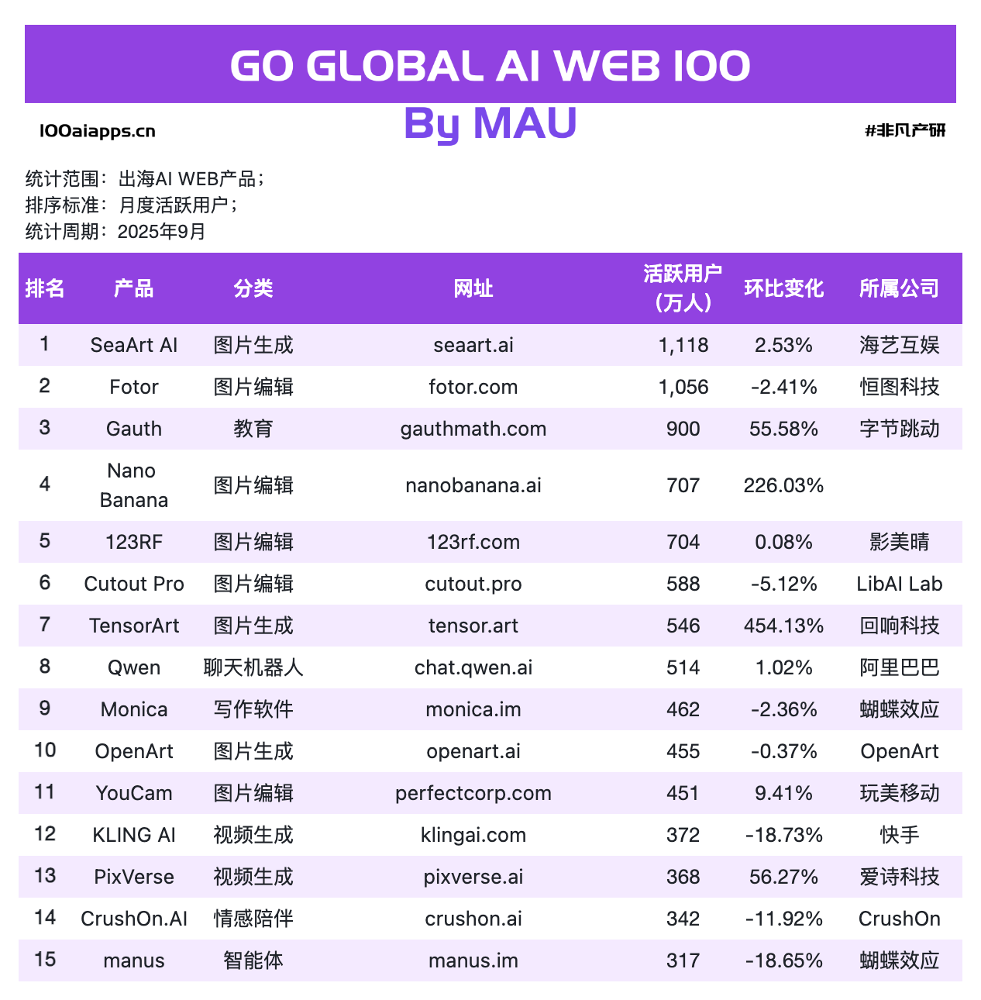 GO GLOBAL AI WEB 100
By MAU
100aiapps.cn
#非凡产研
统计范围：出海AI WEB产品；
排序标准：月度活跃用户；
统计周期：2025年9月
排名 产品 分类 网址 活跃用户（万人） 环比变化 所属公司
1 SeaArt AI 图片生成 seaart.ai 1,118 2.53% 海艺互娱
2 Fotor 图片编辑 fotor.com 1,056 -2.41% 恒图科技
3 Gauth 教育 gauthmath.com 900 55.58% 字节跳动
4 Nano Banana 图片编辑 nanobanana.ai 707 226.03%
5 123RF 图片编辑 123rf.com 704 0.08% 影美晴
6 Cutout Pro 图片编辑 cutout.pro 588 -5.12% LibAI Lab
7 TensorArt 图片生成 tensor.art 546 454.13% 回响科技
8 Qwen 聊天机器人 chat.qwen.ai 514 1.02% 阿里巴巴
9 Monica 写作软件 monica.im 462 -2.36% 蝴蝶效应
10 OpenArt 图片生成 openart.ai 455 -0.37% OpenArt
11 YouCam 图片编辑 perfectcorp.com 451 9.41% 玩美移动
12 KLING AI 视频生成 klingai.com 372 -18.73% 快手
13 PixVerse 视频生成 pixverse.ai 368 56.27% 爱诗科技
14 CrushOn.AI 情感陪伴 crushon.ai 342 -11.92% CrushOn
15 manus 智能体 manus.im 317 -18.65% 蝴蝶效应